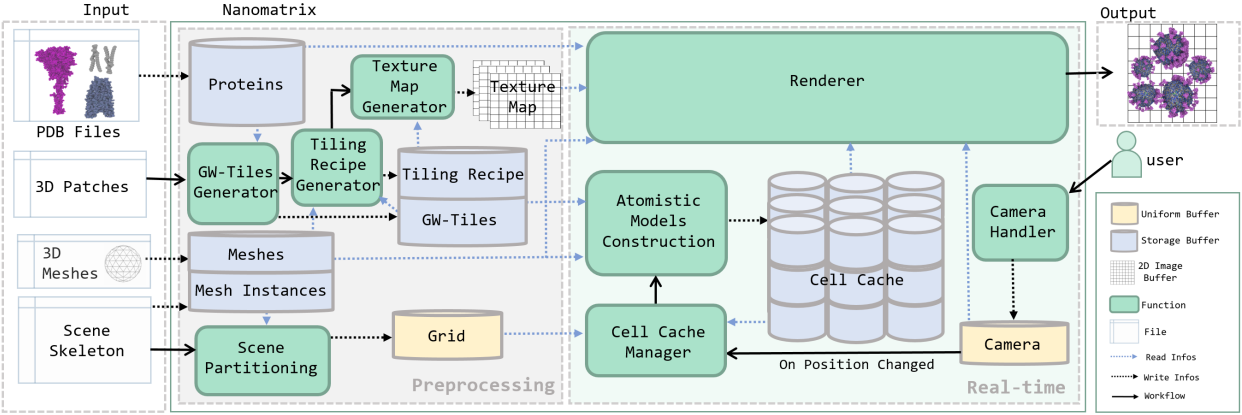 Input
Nanomatrix
Output
PDB Files
3D Patches
3D
Meshes
Scene
Skeleton
Proteins
Texture
Map
Generator
Texture
Map
GW-Tiles
Generator
Tiling
Recipe
Generator
Tiling Recipe
GW-Tiles
Meshes
Mesh Instances
Scene
Partitioning
Grid
Preprocessing
Renderer
Atomistic
Models
Construction
Cell Cache
Cell Cache
Manager
Camera
Handler
Camera
On Position Changed
Real-time
user
Uniform Buffer
Storage Buffer
2D Image
Buffer
Function
File
Read Infos
Write Infos
Workflow